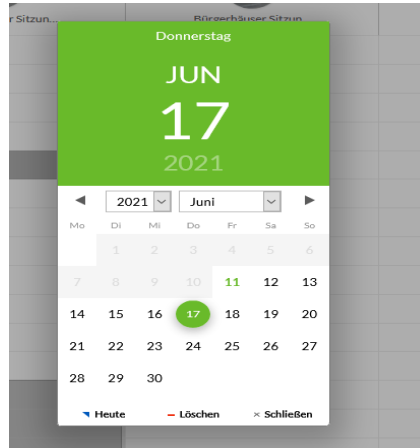 r Sitzun...
Bürgerhäuser Sitzun
Donnerstag
JUN
17
2021
2021 Juni
Mo Di Mi Do Fr Sa So
1 2 3 4 5 6
7 8 9 10 11 12 13
14 15 16 17 18 19 20
21 22 23 24 25 26 27
28 29 30
Heute Löschen × Schließen